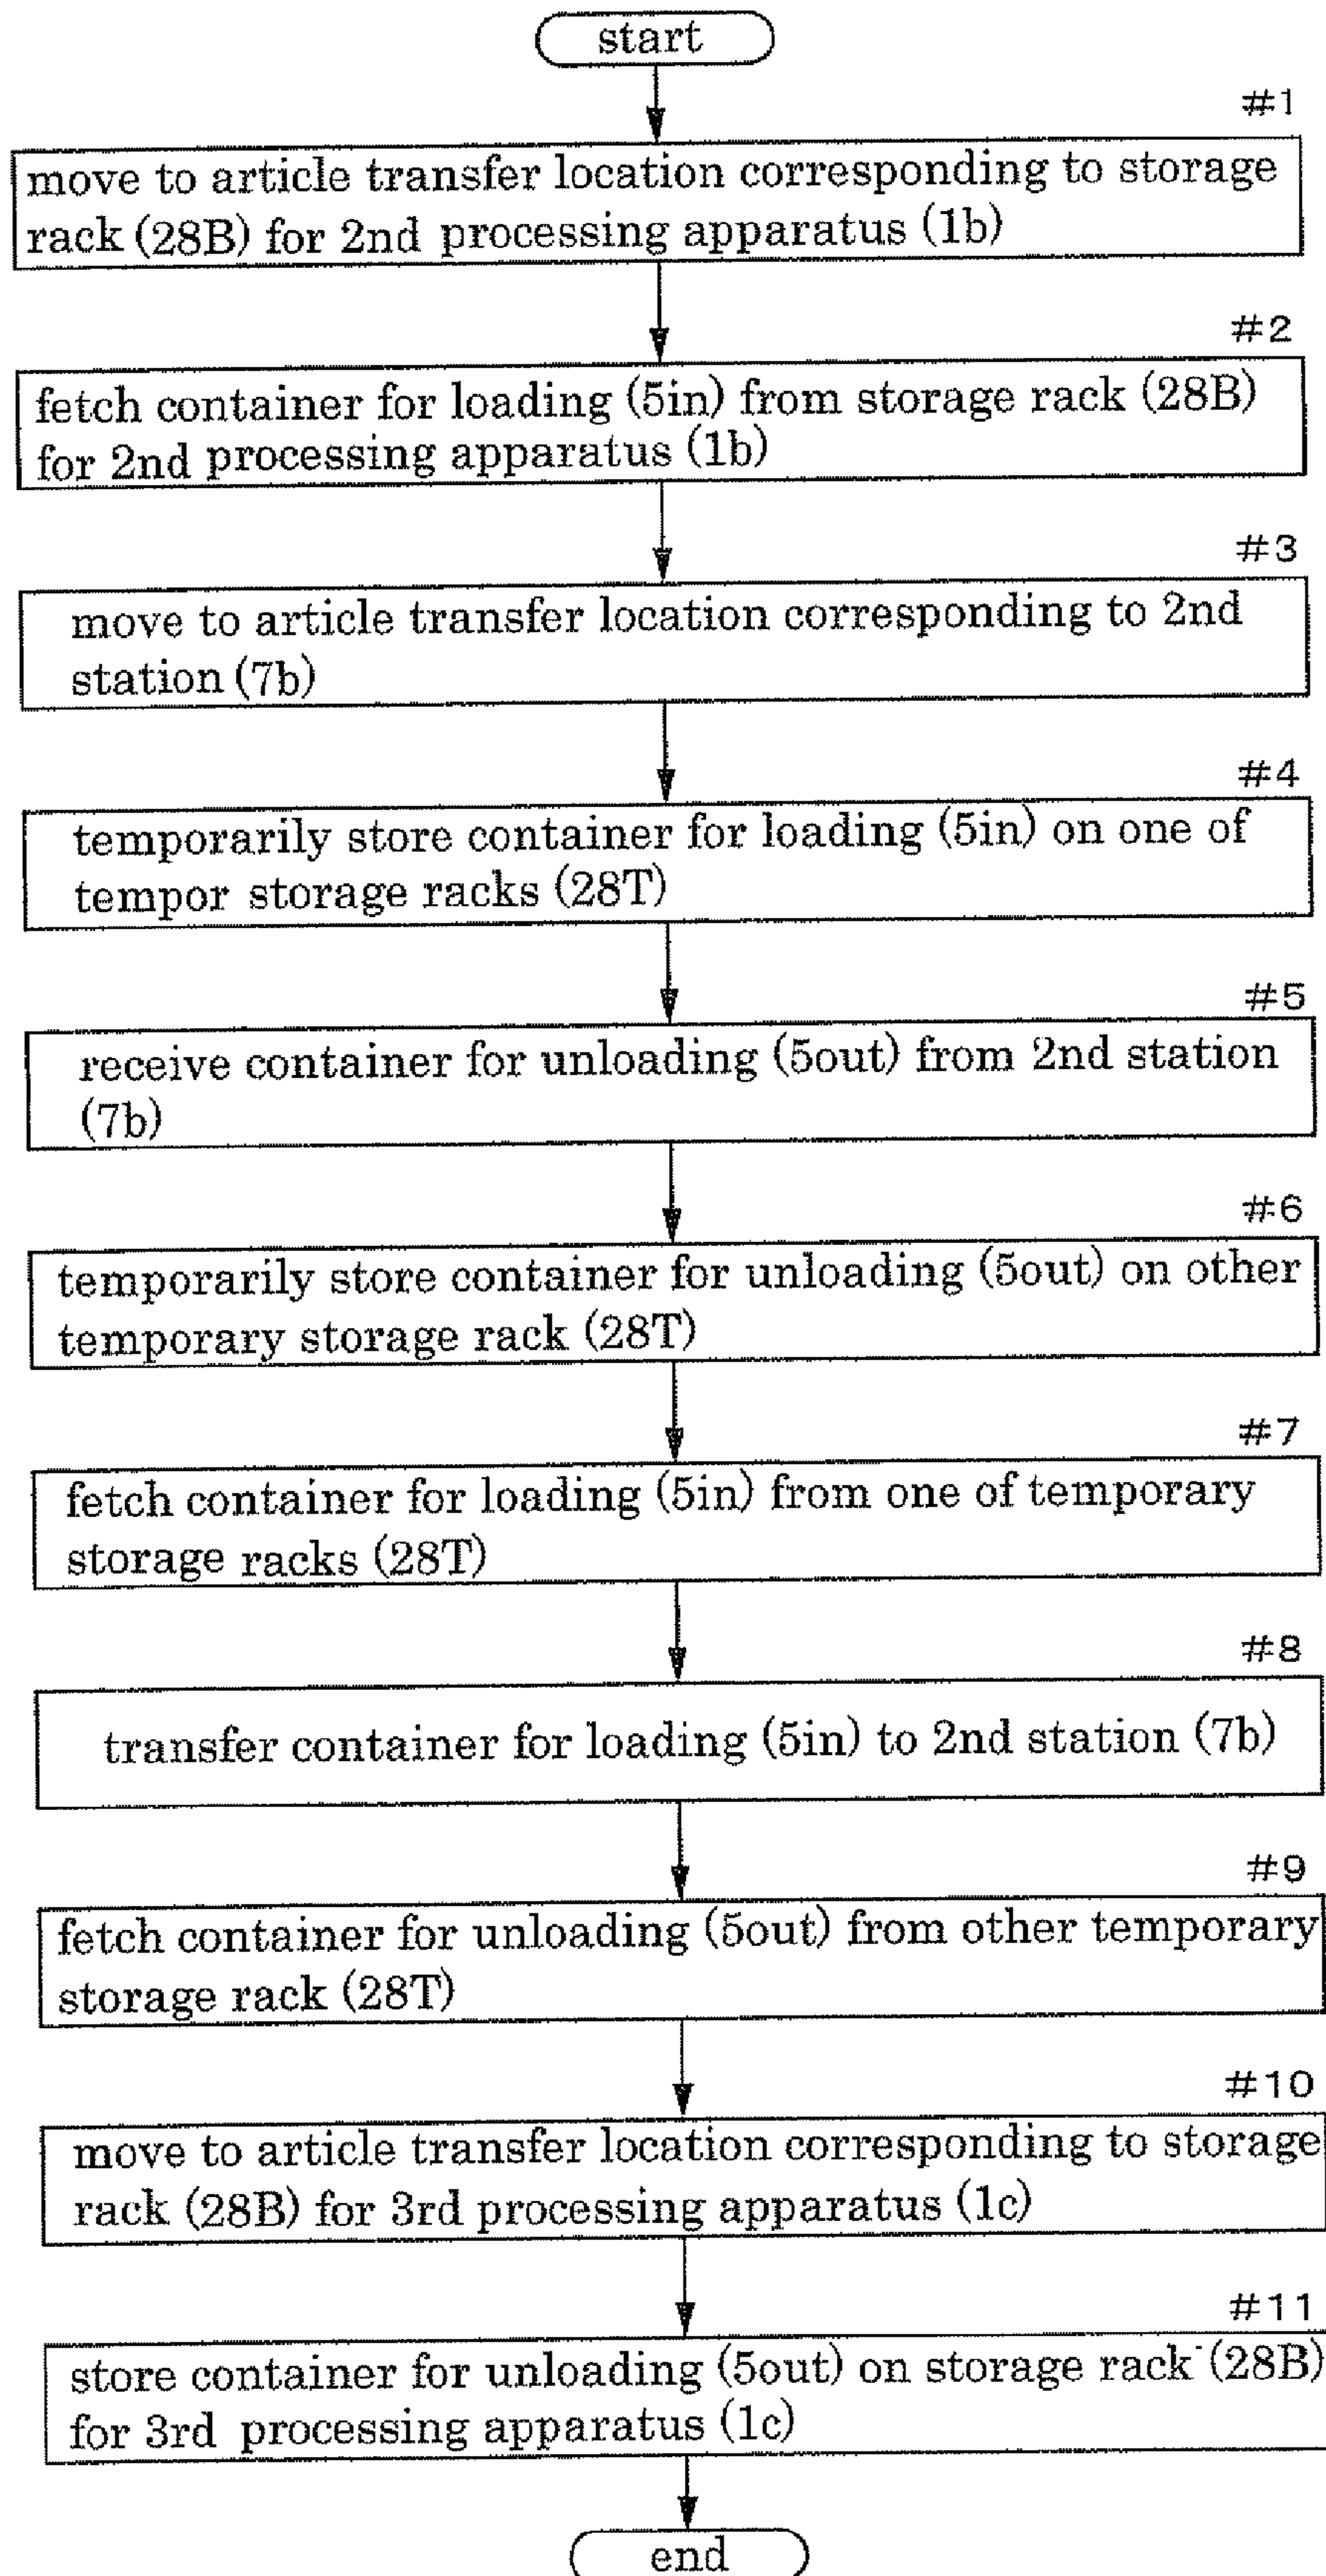 start
#1
move to article transfer location corresponding to storage
rack (28B) for 2nd processing apparatus (1b)
#2
fetch container for loading (5in) from storage rack (28B)
for 2nd processing apparatus (1b)
#3
move to article transfer location corresponding to 2nd
station (7b)
#4
temporarily store container for loading (5in) on one of
tempor storage racks (28T)
#5
receive container for unloading (5out) from 2nd station
(7b)
#6
temporarily store container for unloading (5out) on other
temporary storage rack (28T)
#7
fetch container for loading (5in) from one of temporary
storage racks (28T)
#8
transfer container for loading (5in) to 2nd station (7b)
#9
fetch container for unloading (5out) from other temporary
storage rack (28T)
#10
move to article transfer location corresponding to storage
rack (28B) for 3rd processing apparatus (1c)
#11
store container for unloading (5out) on storage rack (28B)
for 3rd processing apparatus (1c)
end